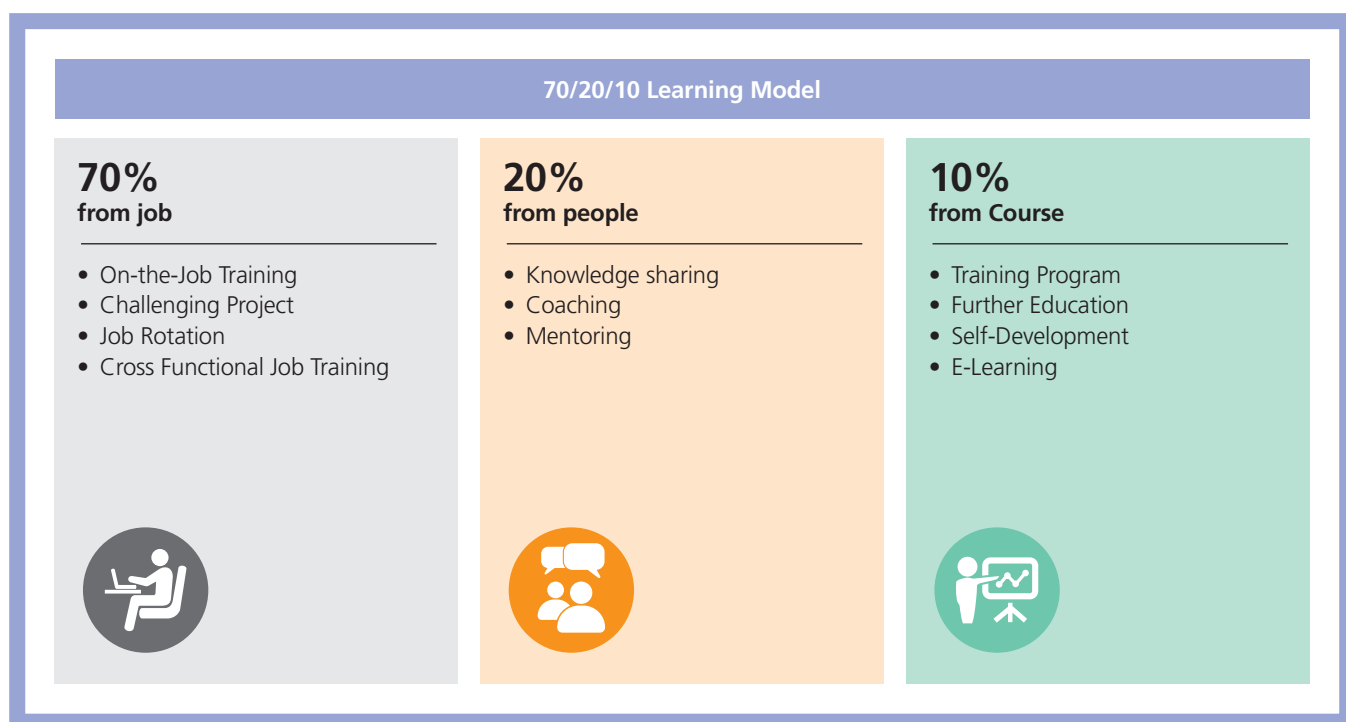 70/20/10 Learning Model
70%
from job
• On-the-Job Training
• Challenging Project
• Job Rotation
• Cross Functional Job Training
20%
from people
• Knowledge sharing
• Coaching
• Mentoring
10%
from Course
• Training Program
• Further Education
• Self-Development
• E-Learning